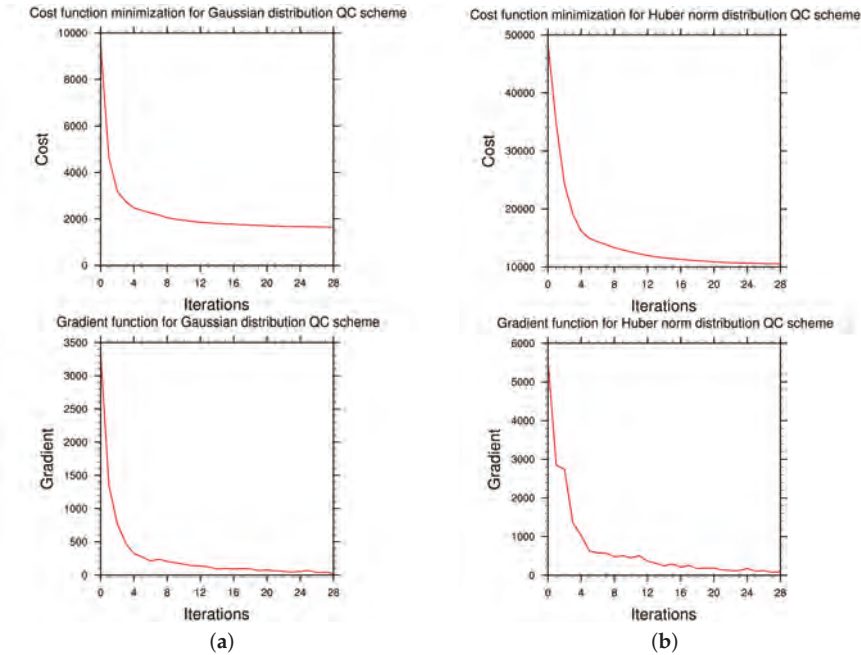 Cost function minimization for Gaussian distribution QC scheme
10000
8000
6000
4000
2000
0
Cost
0 4 8 12 16 20 24 28
Iterations
Gradient function for Gaussian distribution QC scheme
3500
3000
2500
2000
1500
1000
500
0
Gradient
0 4 8 12 16 20 24 28
Iterations
(a)
Cost function minimization for Huber norm distribution QC scheme
50000
40000
30000
20000
10000
Cost
0 4 8 12 16 20 24 28
Iterations
Gradient function for Huber norm distribution QC scheme
6000
5000
4000
3000
2000
1000
0
Gradient
0 4 8 12 16 20 24 28
Iterations
(b)